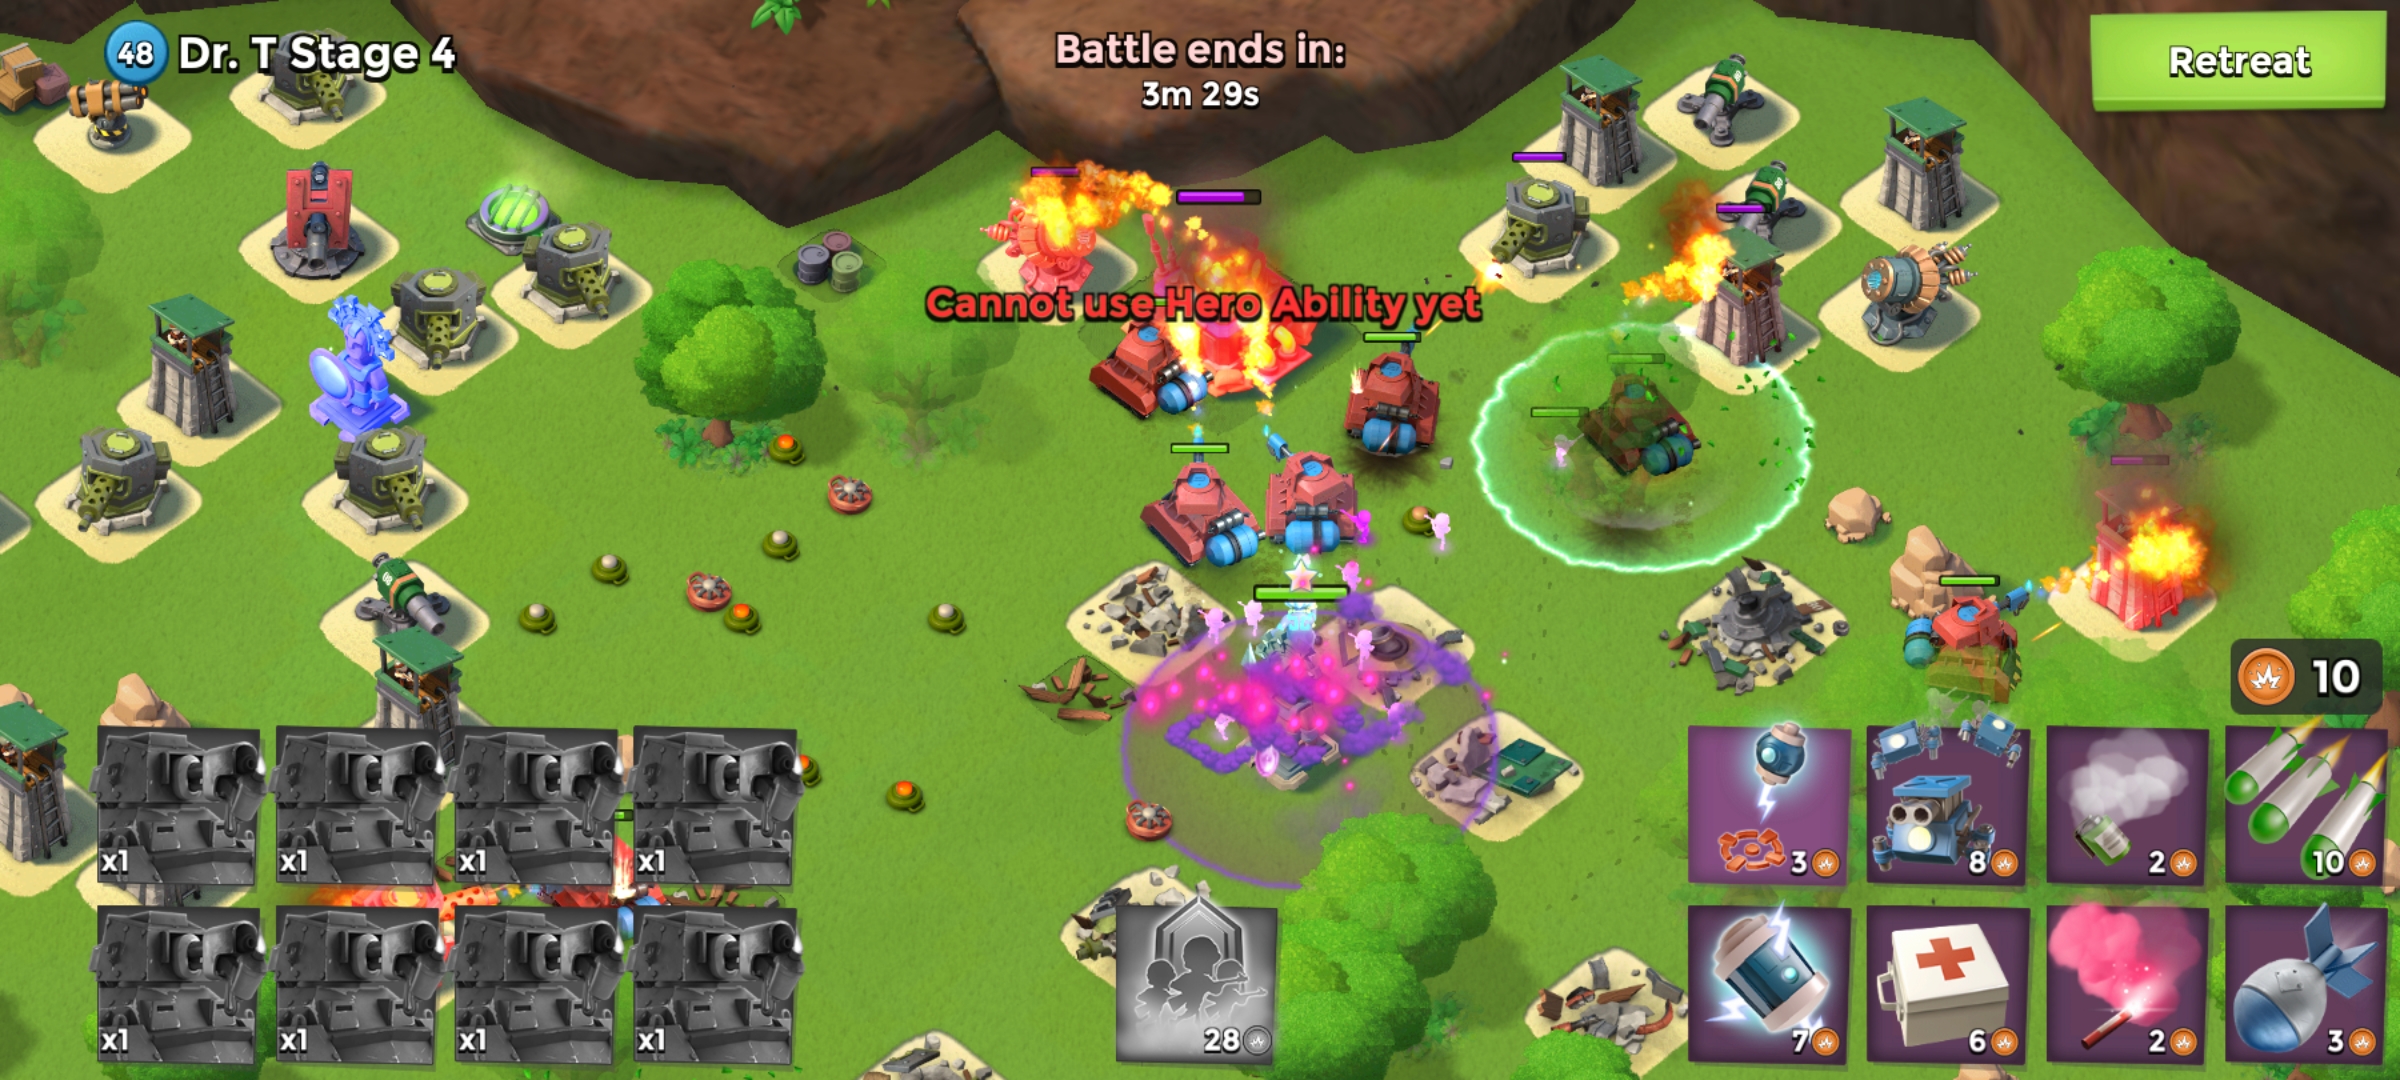 48 Dr. T Stage 4
Battle ends in:
3m 29s
Retreat
Cannot use Hero Ability yet
10
x1 x1 x1 x1
3 8 2 10
x1 x1 x1 x1
28
7 6 2 3